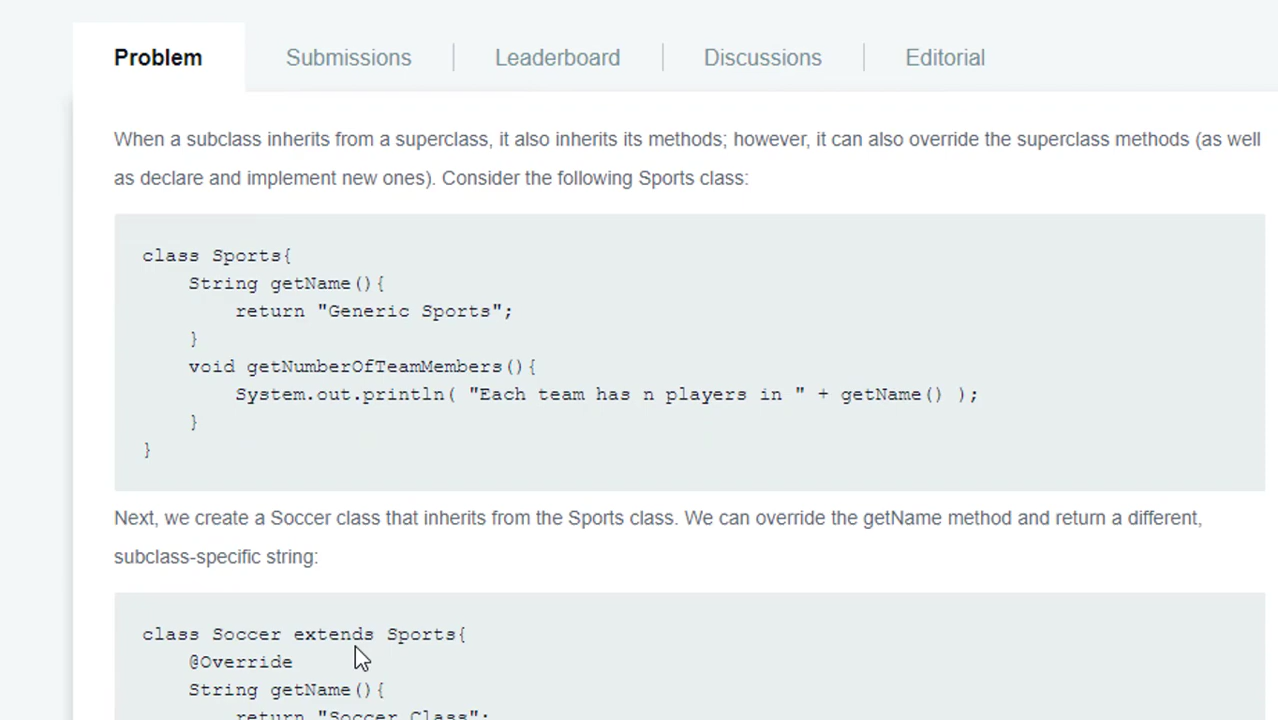 Problem
Submissions
Leaderboard
Discussions
Editorial
When a subclass inherits from a superclass, it also inherits its methods; however, it can also override the superclass methods (as well
as declare and implement new ones). Consider the following Sports class:
class Sports{
String getName(){
return "Generic Sports";
}
void getNumberOfTeamMembers(){
System.out.println( "Each team has n players in " + getName() );
}
}
Next, we create a Soccer class that inherits from the Sports class. We can override the getName method and return a different,
subclass-specific string:
class Soccer extends Sports{
@Override
String getName(){
return "Soccer Class";